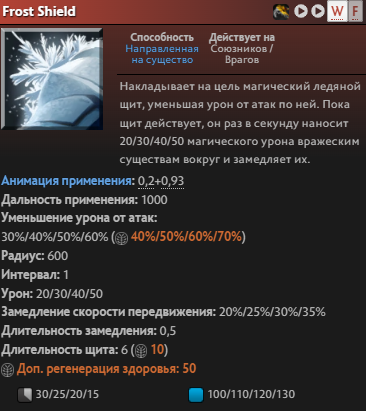 Frost Shield
W F
Способность
Направленная
на существо
Действует на
Союзников /
Врагов
Накладывает на цель магический ледяной
щит, уменьшая урон от атак по ней. Пока
щит действует, он раз в секунду наносит
20/30/40/50 магического урона вражеским
существам вокруг и замедляет их.
Анимация применения: 0,2+0,93
Дальность применения: 1000
Уменьшение урона от атак:
30%/40%/50%/60% (40%/50%/60%/70%)
Радиус: 600
Интервал: 1
Урон: 20/30/40/50
Замедление скорости передвижения: 20%/25%/30%/35%
Длительность замедления: 0,5
Длительность щита: 6 (10)
Доп. регенерация здоровья: 50
30/25/20/15 100/110/120/130